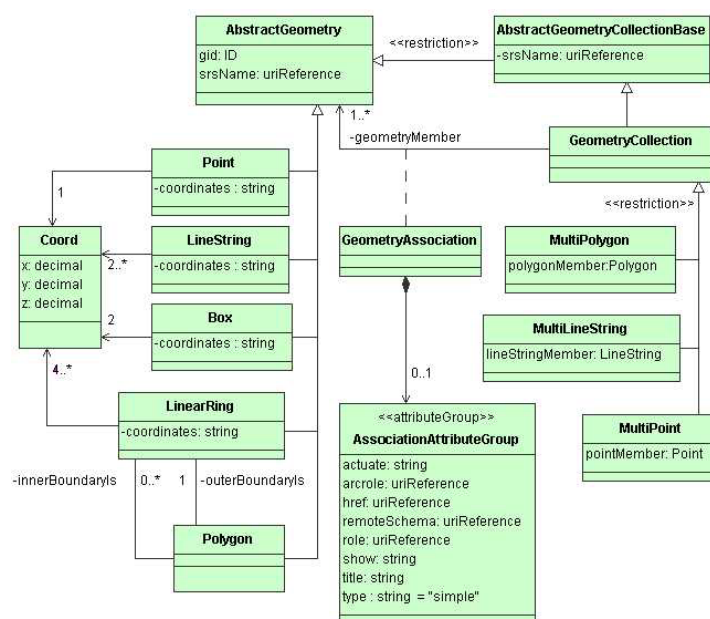 AbstractGeometry
gid: ID
srsName: uriReference
<<restriction>>
AbstractGeometryCollectionBase
-srsName: uriReference
1..*
-geometryMember
GeometryCollection
<<restriction>>
Point
-coordinates : string
1
Coord
x: decimal
y: decimal
z: decimal
LineString
-coordinates : string
2..*
GeometryAssociation
MultiPolygon
polygonMember:Polygon
Box
-coordinates : string
2
MultiLineString
lineStringMember: LineString
4..*
0..1
LinearRing
-coordinates: string
<<attributeGroup>>
AssociationAttributeGroup
actuate: string
arcrole: uriReference
href: uriReference
remoteSchema: uriReference
role: uriReference
show: string
title: string
type : string = "simple"
MultiPoint
pointMember: Point
-innerBoundaryIs
0..*
1
-outerBoundaryIs
Polygon